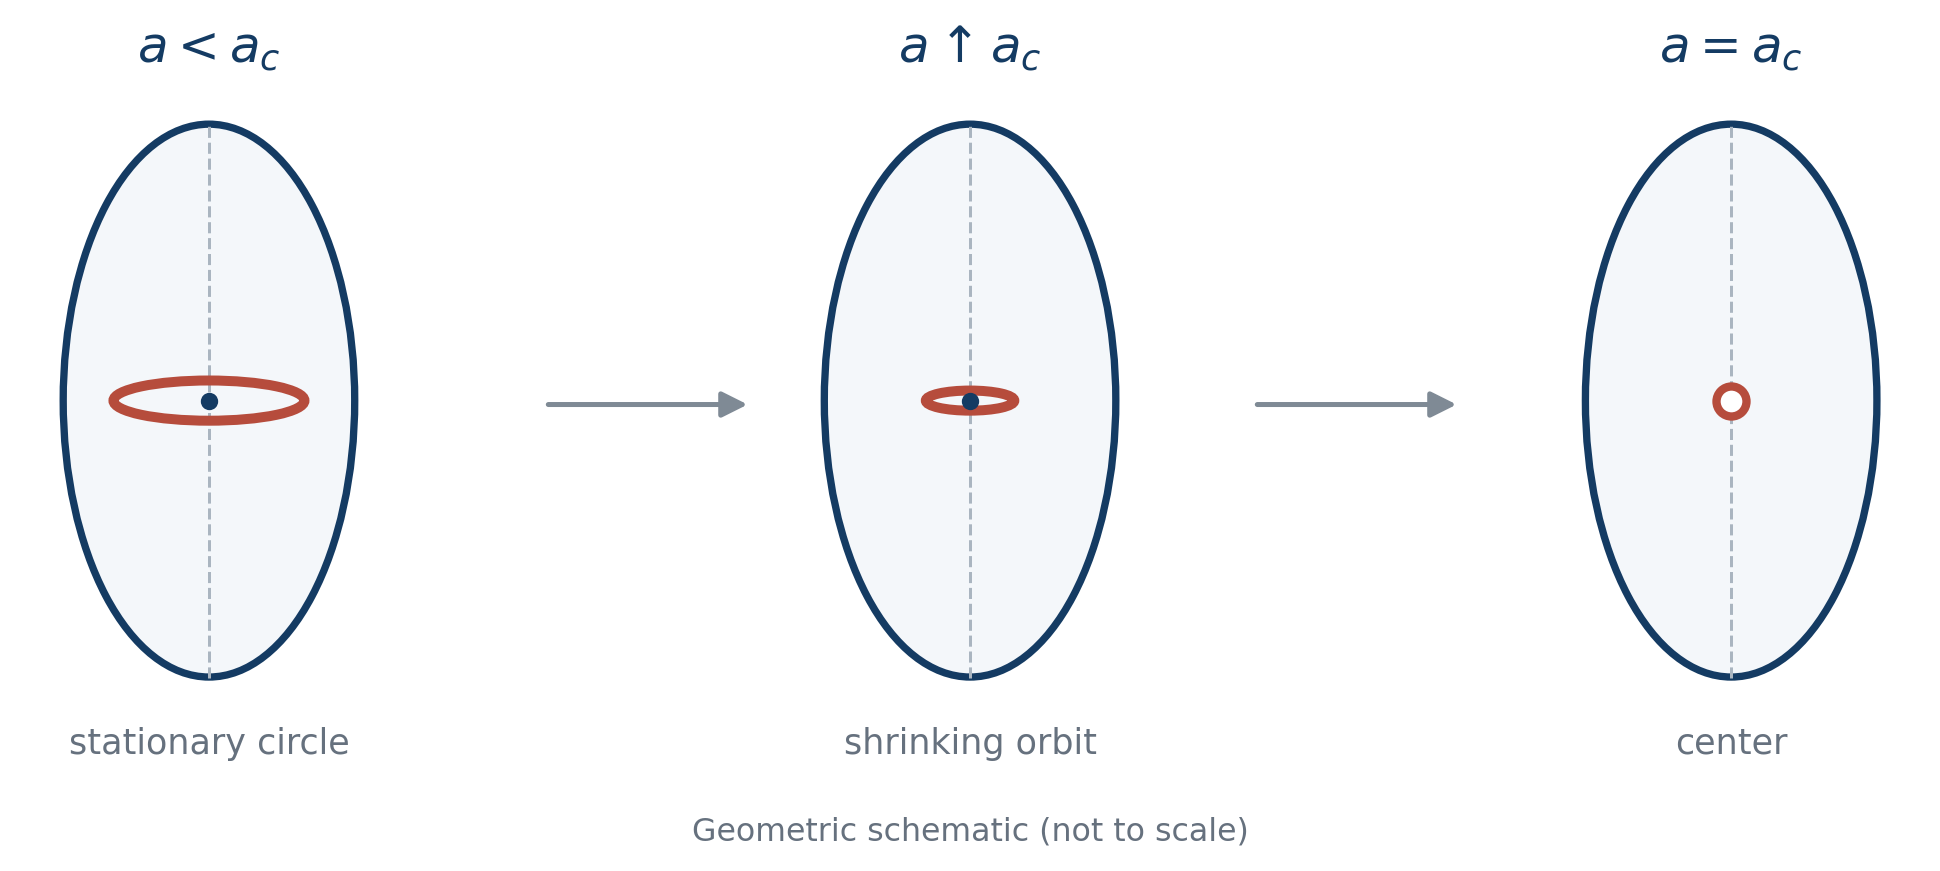 a < a_c
a ↑ a_c
a = a_c
stationary circle
shrinking orbit
center
Geometric schematic (not to scale)